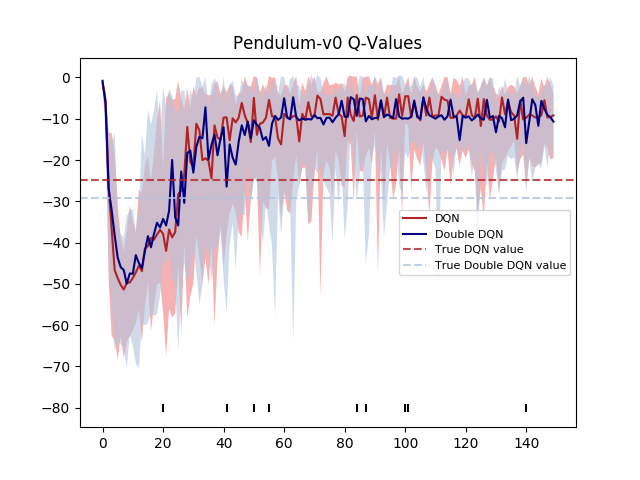 Pendulum-v0 Q-Values
0
−10
−20
−30
−40
−50
−60
−70
−80
DQN
Double DQN
True DQN value
True Double DQN value
0 20 40 60 80 100 120 140